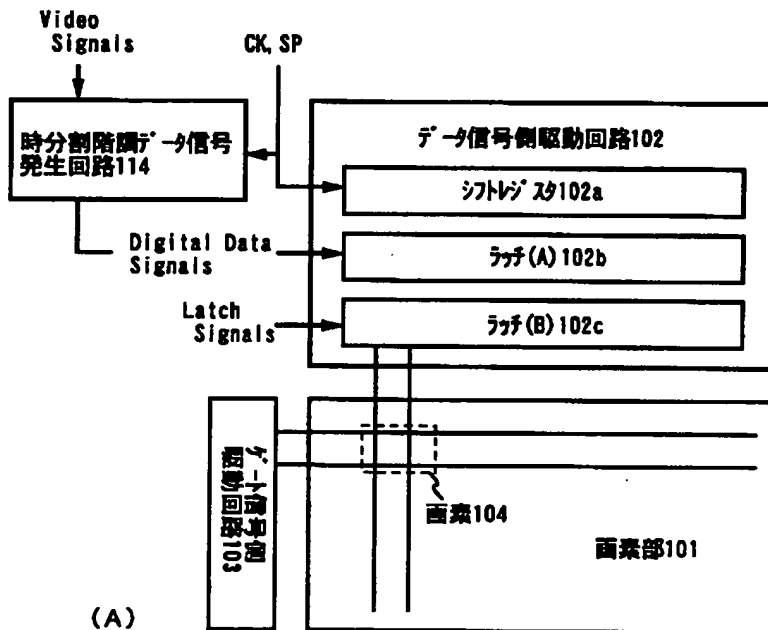 Video
Signals
CK, SP
時分割階調データ信号
発生回路114
データ信号側駆動回路102
シフトレジスタ102a
Digital Data
Signals
ラッチ(A)102b
Latch
Signals
ラッチ(B)102c
ゲート信号側
駆動回路103
画素104
画素部101
(A)